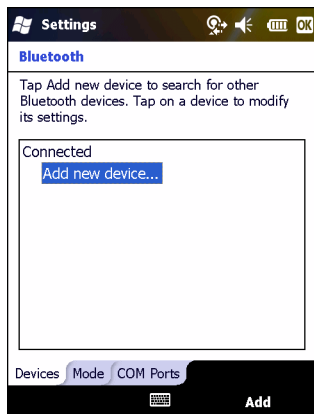 Settings
OK
Bluetooth
Tap Add new device to search for other
Bluetooth devices. Tap on a device to modify
its settings.
Connected
Add new device...
Devices Mode COM Ports
Add